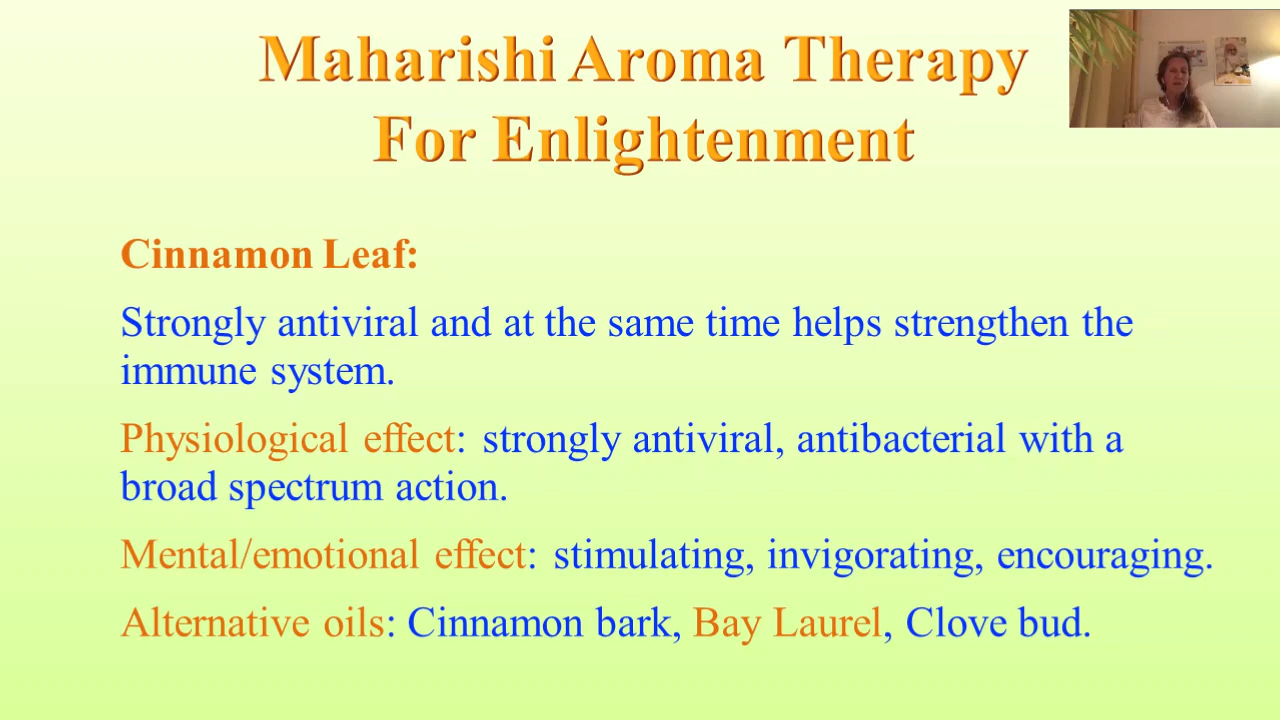 Maharishi Aroma Therapy
For Enlightenment
Cinnamon Leaf:
Strongly antiviral and at the same time helps strengthen the
immune system.
Physiological effect: strongly antiviral, antibacterial with a
broad spectrum action.
Mental/emotional effect: stimulating, invigorating, encouraging.
Alternative oils: Cinnamon bark, Bay Laurel, Clove bud.